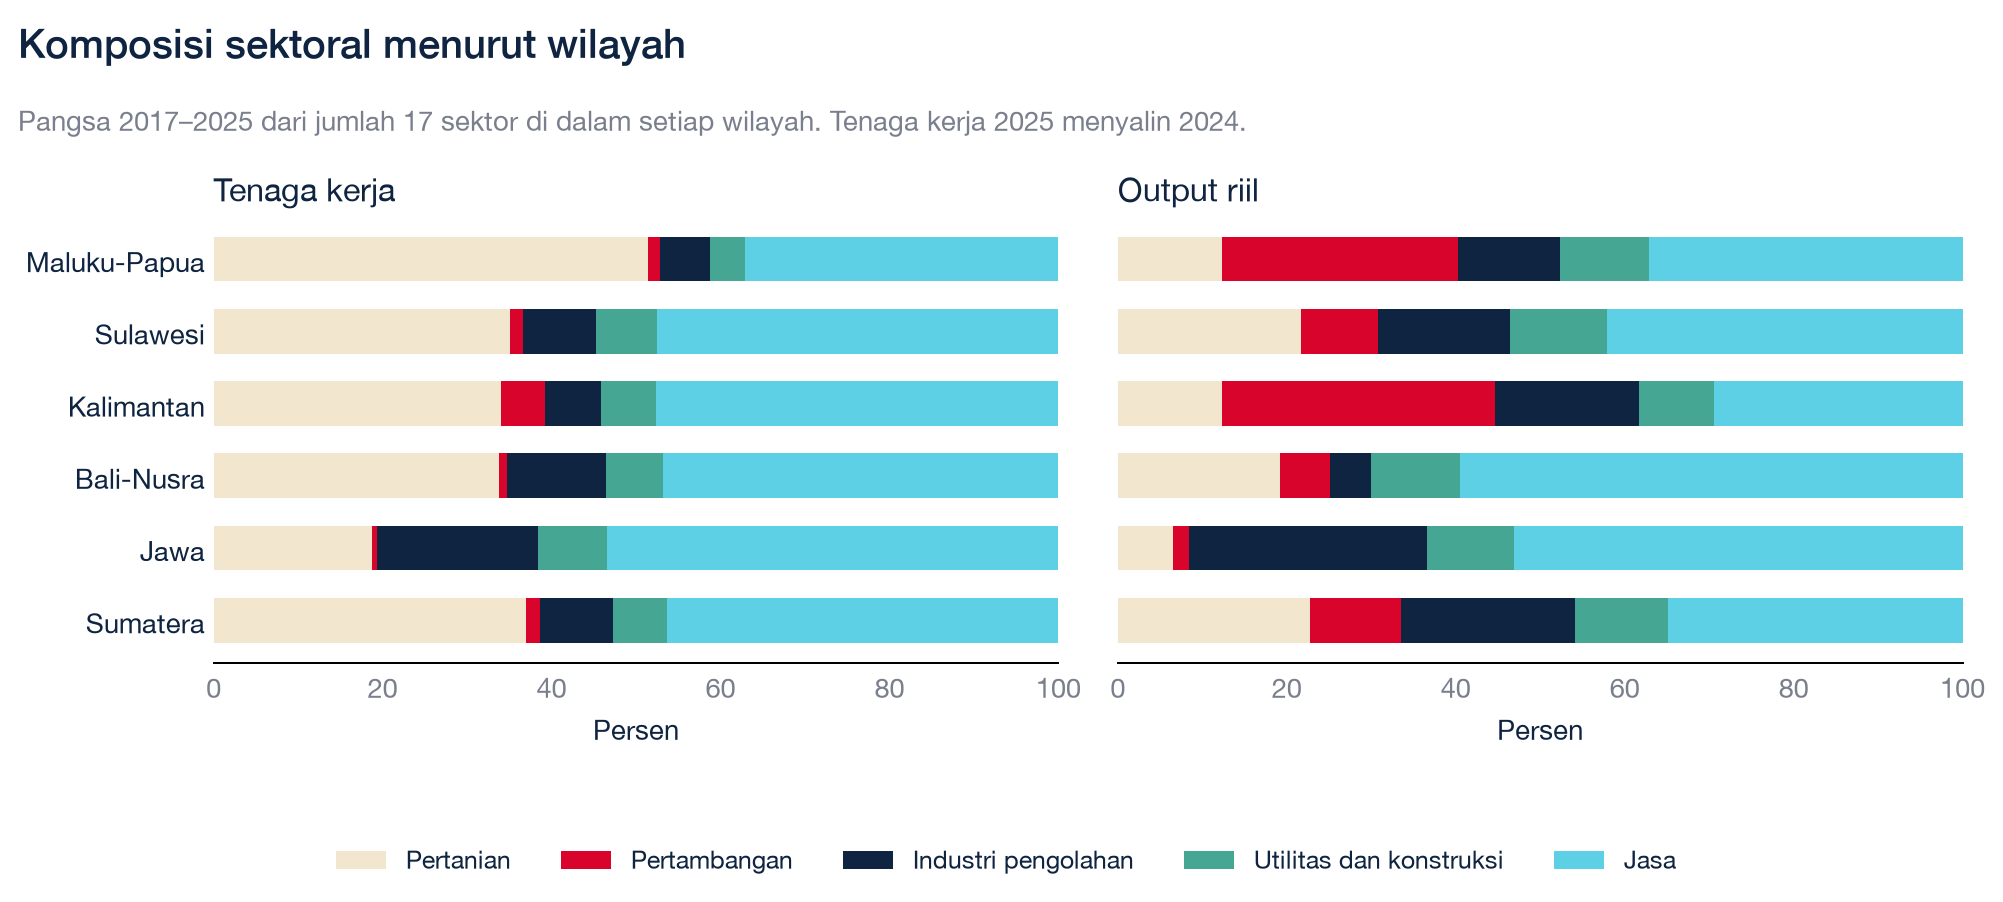 Komposisi sektoral menurut wilayah
Pangsa 2017–2025 dari jumlah 17 sektor di dalam setiap wilayah. Tenaga kerja 2025 menyalin 2024.
Tenaga kerja
Output riil
Maluku-Papua
Sulawesi
Kalimantan
Bali-Nusra
Jawa
Sumatera
0 20 40 60 80 100
0 20 40 60 80 100
Persen
Persen
Pertanian
Pertambangan
Industri pengolahan
Utilitas dan konstruksi
Jasa